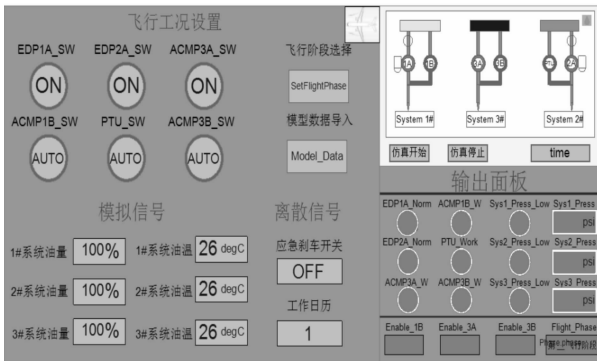 飞行工况设置
EDP1A_SW EDP2A_SW ACMP3A_SW
ON ON ON
ACMP1B_SW PTU_SW ACMP3B_SW
AUTO AUTO AUTO
飞行阶段选择
SetFlightPhase
模型数据导入
Model_Data
模拟信号
1#系统油量 100% 1#系统油温 26 degC
2#系统油量 100% 2#系统油温 26 degC
3#系统油量 100% 3#系统油温 26 degC
离散信号
应急刹车开关
OFF
工作日历
1
System 1# System 3# System 2#
仿真开始 仿真停止 time
输出面板
EDP1A_Norm ACMP1B_W Sys1_Press_Low Sys1_Press
psi
EDP2A_Norm PTU_Work Sys2_Press_Low Sys2_Press
psi
ACMP3A_W ACMP3B_W Sys3_Press_Low Sys3_Press
psi
Enable_1B Enable_3A Enable_3B Flight_Phase